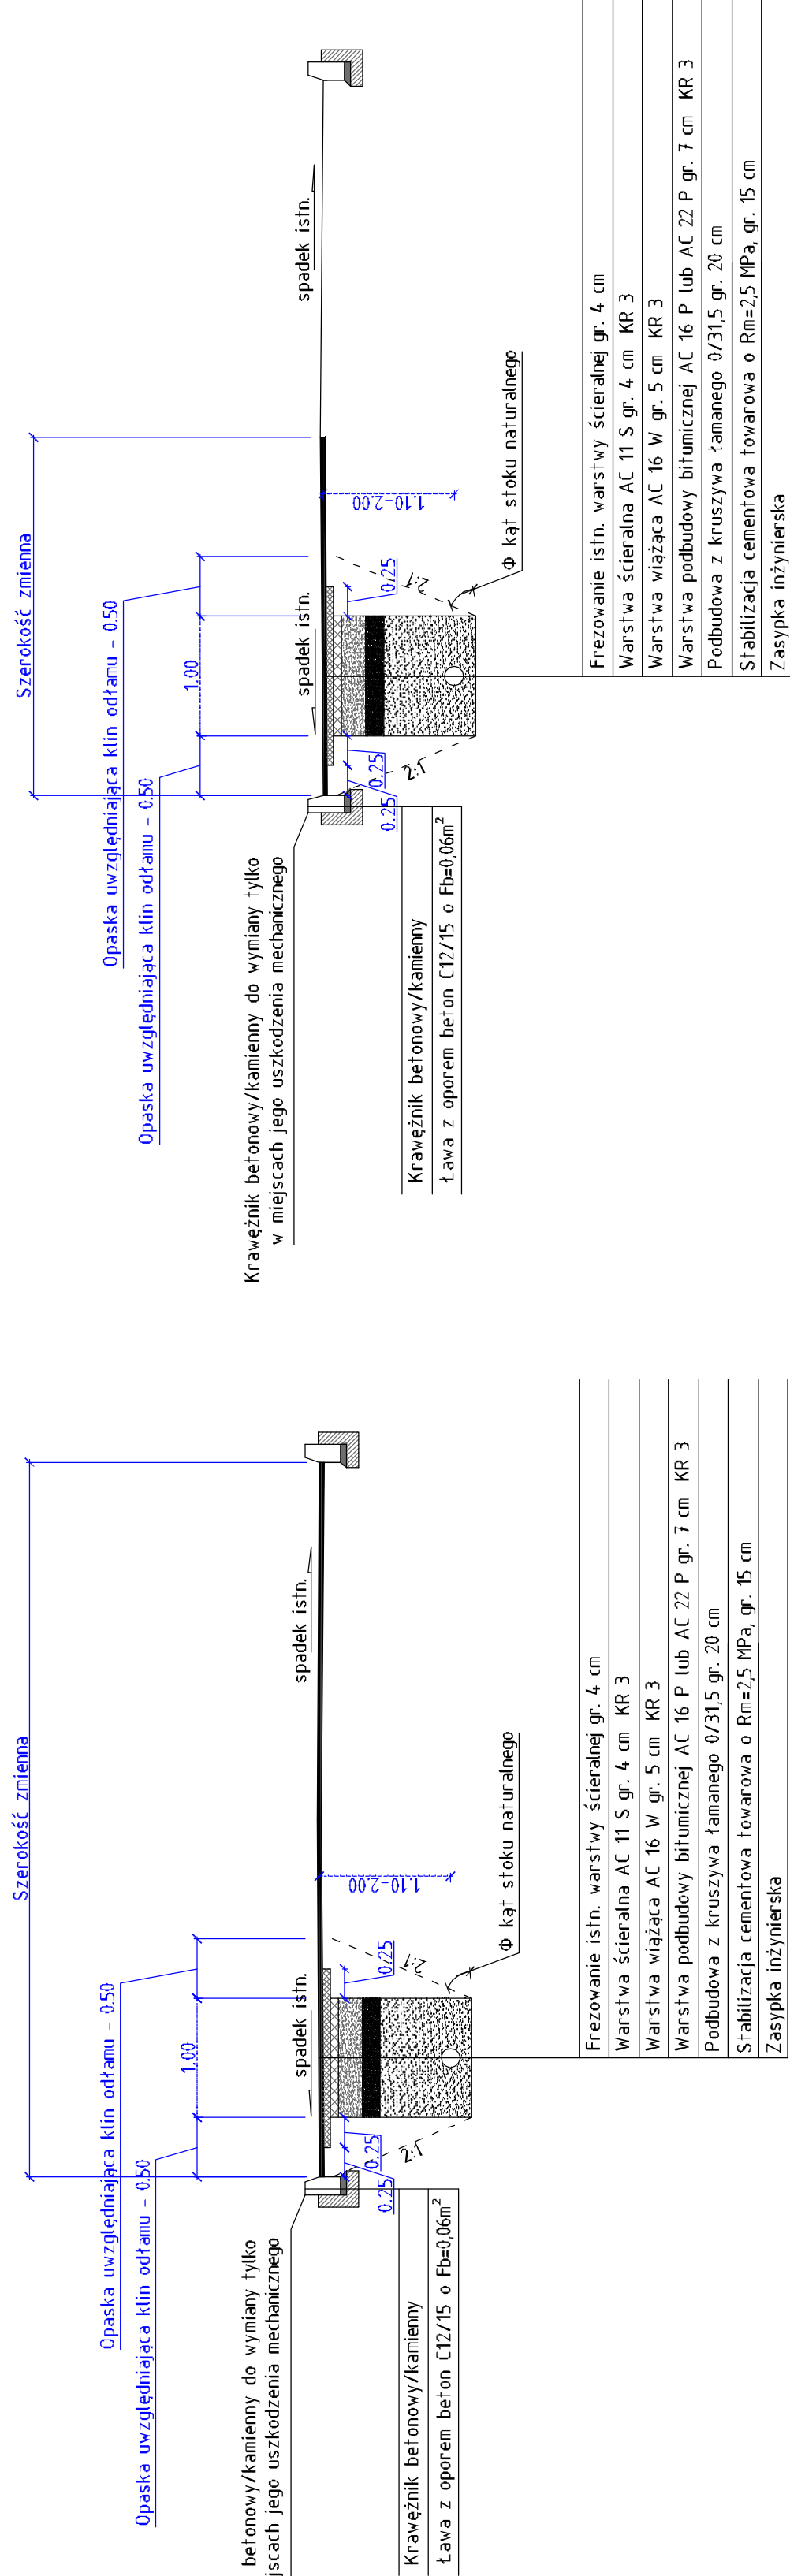 Szerokość zmienna
Opaska uwzględniająca klin odłamu - 0.50
Opaska uwzględniająca klin odłamu - 0.50
1.00
spadek istn.
spadek istn.
1.10-2.00
0.25
0.25
0.25
2:1
2:1
Φ kąt stoku naturalnego
Krawężnik betonowy/kamienny do wymiany tylko
w miejscach jego uszkodzenia mechanicznego
Krawężnik betonowy/kamienny
Ława z oporem beton C12/15 o Fb=0,06m²
Frezowanie istn. warstwy ścieralnej gr. 4 cm
Warstwa ścieralna AC 11 S gr. 4 cm KR 3
Warstwa wiążąca AC 16 W gr. 5 cm KR 3
Warstwa podbudowy bitumicznej AC 16 P lub AC 22 P gr. 7 cm KR 3
Podbudowa z kruszywa łamanego 0/31,5 gr. 20 cm
Stabilizacja cementowa towarowa o Rm=2,5 MPa, gr. 15 cm
Zasypka inżynierska
Szerokość zmienna
Opaska uwzględniająca klin odłamu - 0.50
Opaska uwzględniająca klin odłamu - 0.50
1.00
spadek istn.
spadek istn.
1.10-2.00
0.25
0.25
0.25
2:1
2:1
Φ kąt stoku naturalnego
betonowy/kamienny do wymiany tylko
jscach jego uszkodzenia mechanicznego
Krawężnik betonowy/kamienny
Ława z oporem beton C12/15 o Fb=0,06m²
Frezowanie istn. warstwy ścieralnej gr. 4 cm
Warstwa ścieralna AC 11 S gr. 4 cm KR 3
Warstwa wiążąca AC 16 W gr. 5 cm KR 3
Warstwa podbudowy bitumicznej AC 16 P lub AC 22 P gr. 7 cm KR 3
Podbudowa z kruszywa łamanego 0/31,5 gr. 20 cm
Stabilizacja cementowa towarowa o Rm=2,5 MPa, gr. 15 cm
Zasypka inżynierska